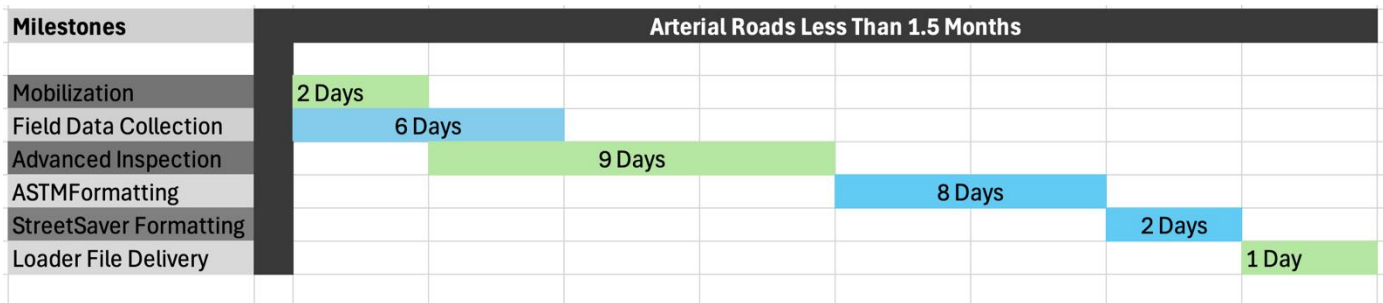 Milestones Arterial Roads Less Than 1.5 Months
Mobilization 2 Days
Field Data Collection 6 Days
Advanced Inspection 9 Days
ASTMFormatting 8 Days
StreetSaver Formatting 2 Days
Loader File Delivery 1 Day